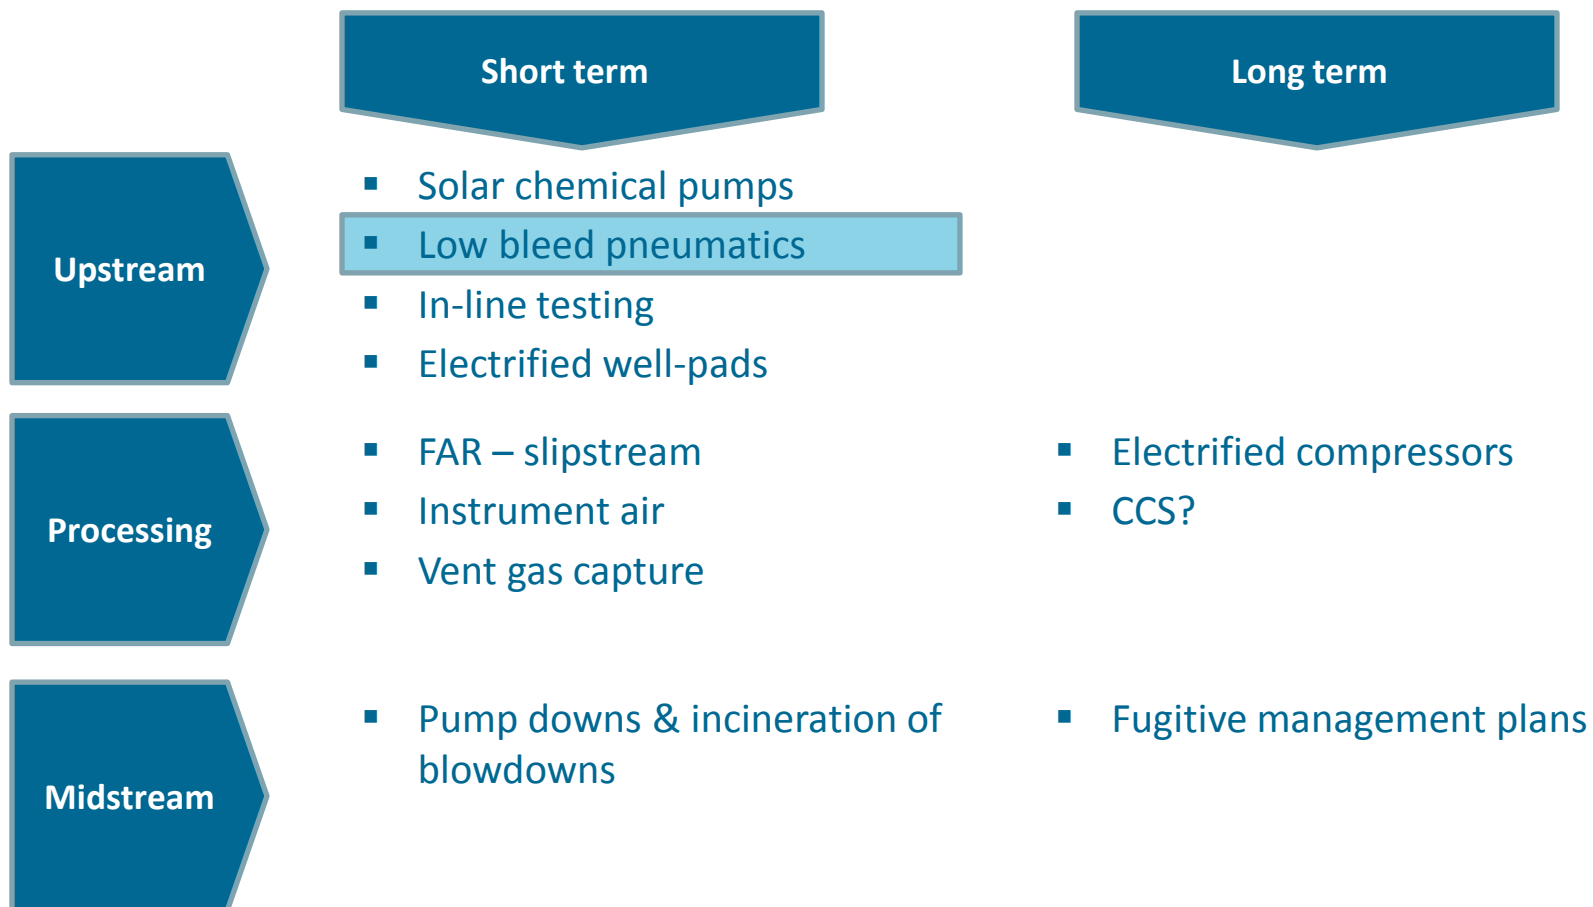 Short term
Long term
Upstream
▪ Solar chemical pumps
▪ Low bleed pneumatics
▪ In-line testing
▪ Electrified well-pads
Processing
▪ FAR – slipstream
▪ Instrument air
▪ Vent gas capture
▪ Electrified compressors
▪ CCS?
Midstream
▪ Pump downs & incineration of
blowdowns
▪ Fugitive management plans